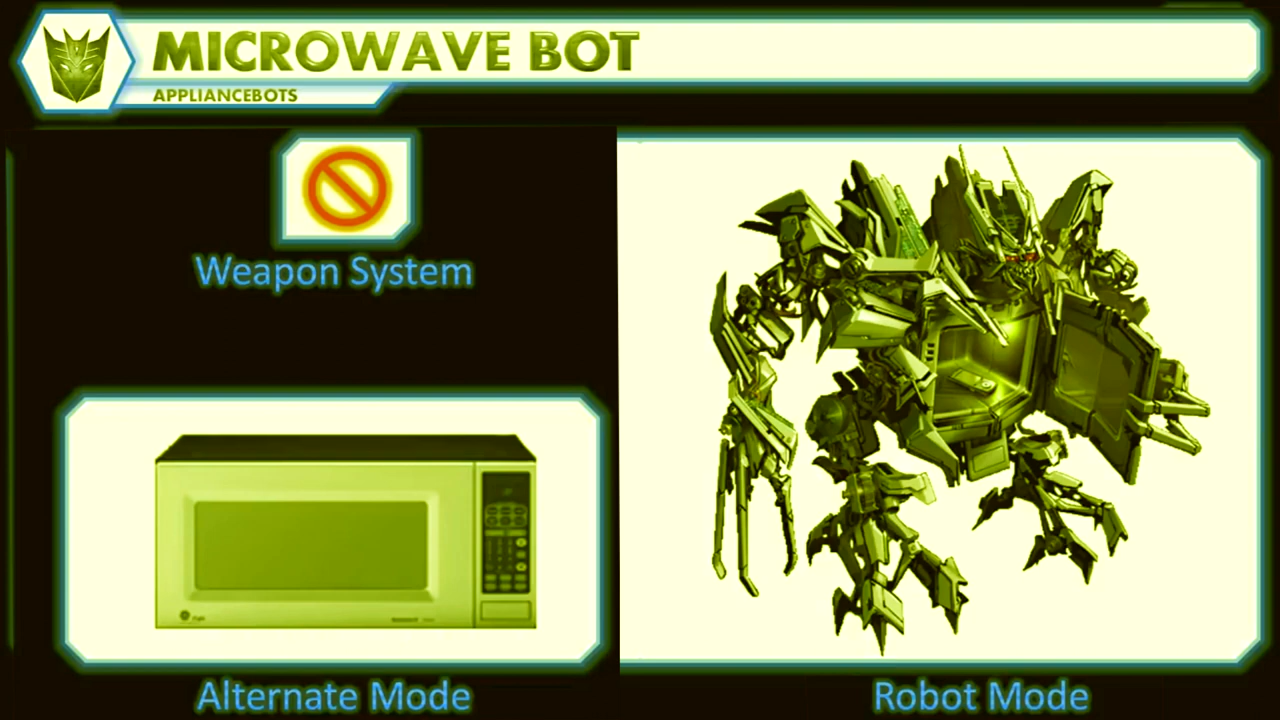 MICROWAVE BOT
APPLIANCEBOTS
Weapon System
Alternate Mode
Robot Mode